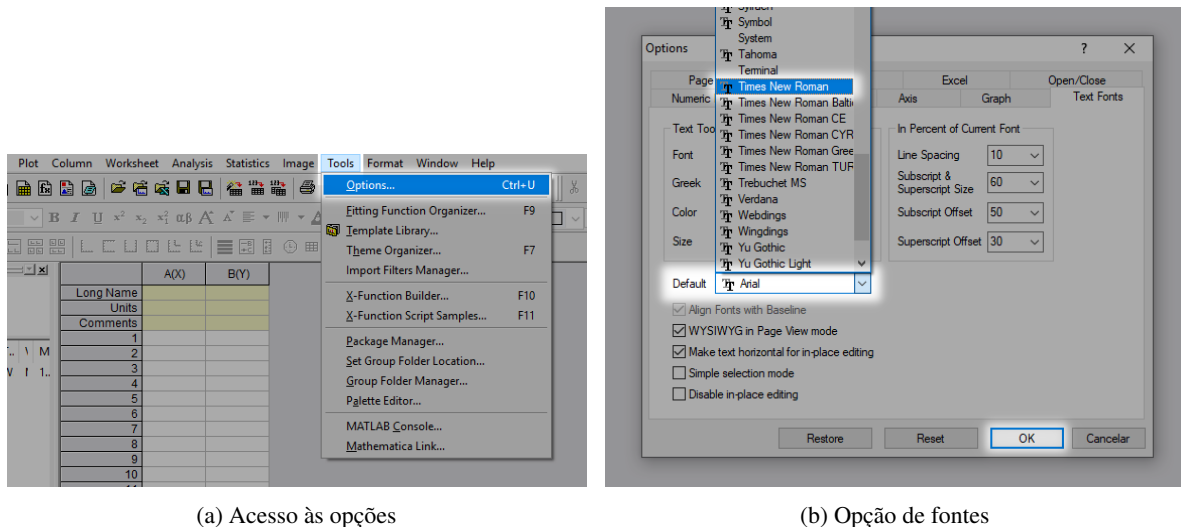 Plot Column Worksheet Analysis Statistics Image Tools Format Window Help
Options... Ctrl+U
Fitting Function Organizer... F9
Template Library...
Theme Organizer... F7
Import Filters Manager...
X-Function Builder... F10
X-Function Script Samples... F11
Package Manager...
Set Group Folder Location...
Group Folder Manager...
Palette Editor...
MATLAB Console...
Mathematica Link...
A(X) B(Y)
Long Name
Units
Comments
1
2
3
4
5
6
7
8
9
10
(a) Acesso às opções
Symbol
System
Tahoma
Terminal
Times New Roman
Times New Roman Balti
Times New Roman CE
Times New Roman CYR
Times New Roman Gree
Times New Roman TUR
Trebuchet MS
Verdana
Webdings
Wingdings
Yu Gothic
Yu Gothic Light
Options ? X
Page Excel Open/Close
Numeric Axis Graph Text Fonts
Text Too
Font
Greek
Color
Size
In Percent of Current Font
Line Spacing 10
Subscript &
Superscript Size 60
Subscript Offset 50
Superscript Offset 30
Default Arial
Align Fonts with Baseline
WYSIWYG in Page View mode
Make text horizontal for in-place editing
Simple selection mode
Disable in-place editing
Restore Reset OK Cancelar
(b) Opção de fontes